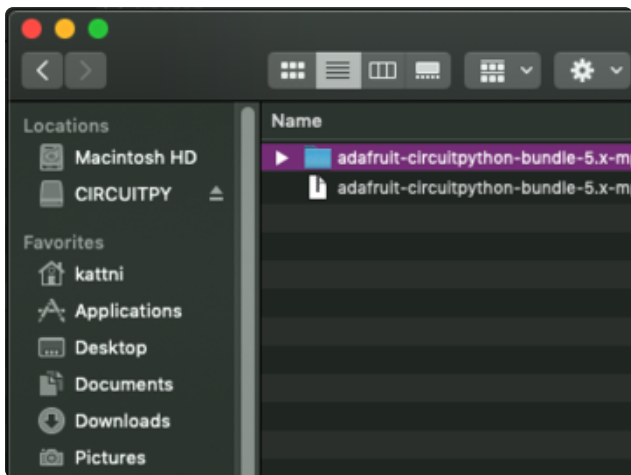 Locations
Macintosh HD
CIRCUITPY
Favorites
kattni
Applications
Desktop
Documents
Downloads
Pictures
Name
adafruit-circuitpython-bundle-5.x-m
adafruit-circuitpython-bundle-5.x-m